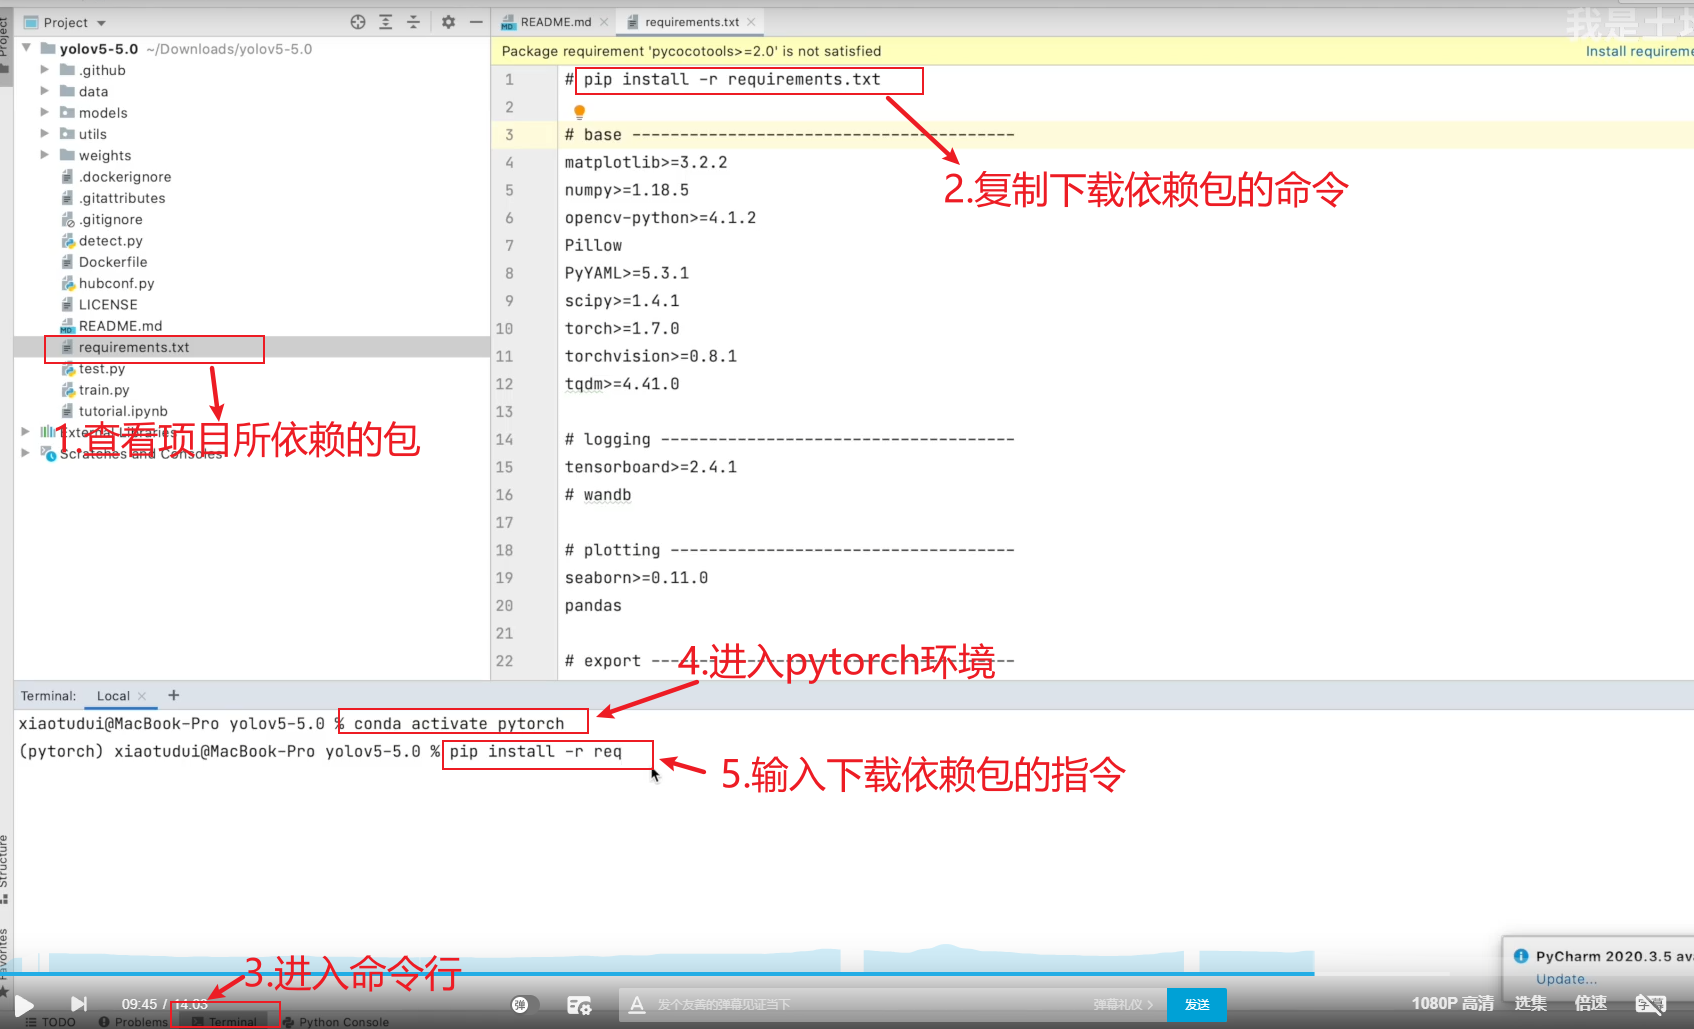 Project
README.md
requirements.txt
我是土
yolov5-5.0 ~/Downloads/yolov5-5.0
Package requirement 'pycocotools>=2.0' is not satisfied
Install requireme
.github
data
models
utils
weights
.dockerignore
.gitattributes
.gitignore
detect.py
Dockerfile
hubconf.py
LICENSE
README.md
requirements.txt
test.py
train.py
tutorial.ipynb
External Libraries
Scratches and Consoles
1.查看项目所依赖的包
1 # pip install -r requirements.txt
2
3 # base ----------------------------------------
4 matplotlib>=3.2.2
5 numpy>=1.18.5
6 opencv-python>=4.1.2
7 Pillow
8 PyYAML>=5.3.1
9 scipy>=1.4.1
10 torch>=1.7.0
11 torchvision>=0.8.1
12 tqdm>=4.41.0
13
14 # logging -------------------------------------
15 tensorboard>=2.4.1
16 # wandb
17
18 # plotting ------------------------------------
19 seaborn>=0.11.0
20 pandas
21
22 # export --------------------------------------
2.复制下载依赖包的命令
4.进入pytorch环境
Terminal: Local +
xiaotudui@MacBook-Pro yolov5-5.0 % conda activate pytorch
(pytorch) xiaotudui@MacBook-Pro yolov5-5.0 % pip install -r req
5.输入下载依赖包的指令
Structure
Favorites
3.进入命令行
PyCharm 2020.3.5 ava
Update...
09:45 / 14:03
弹
发个友善的弹幕见证当下
弹幕礼仪
发送
1080P 高清
选集
倍速
字幕
TODO
Problems
Terminal
Python Console